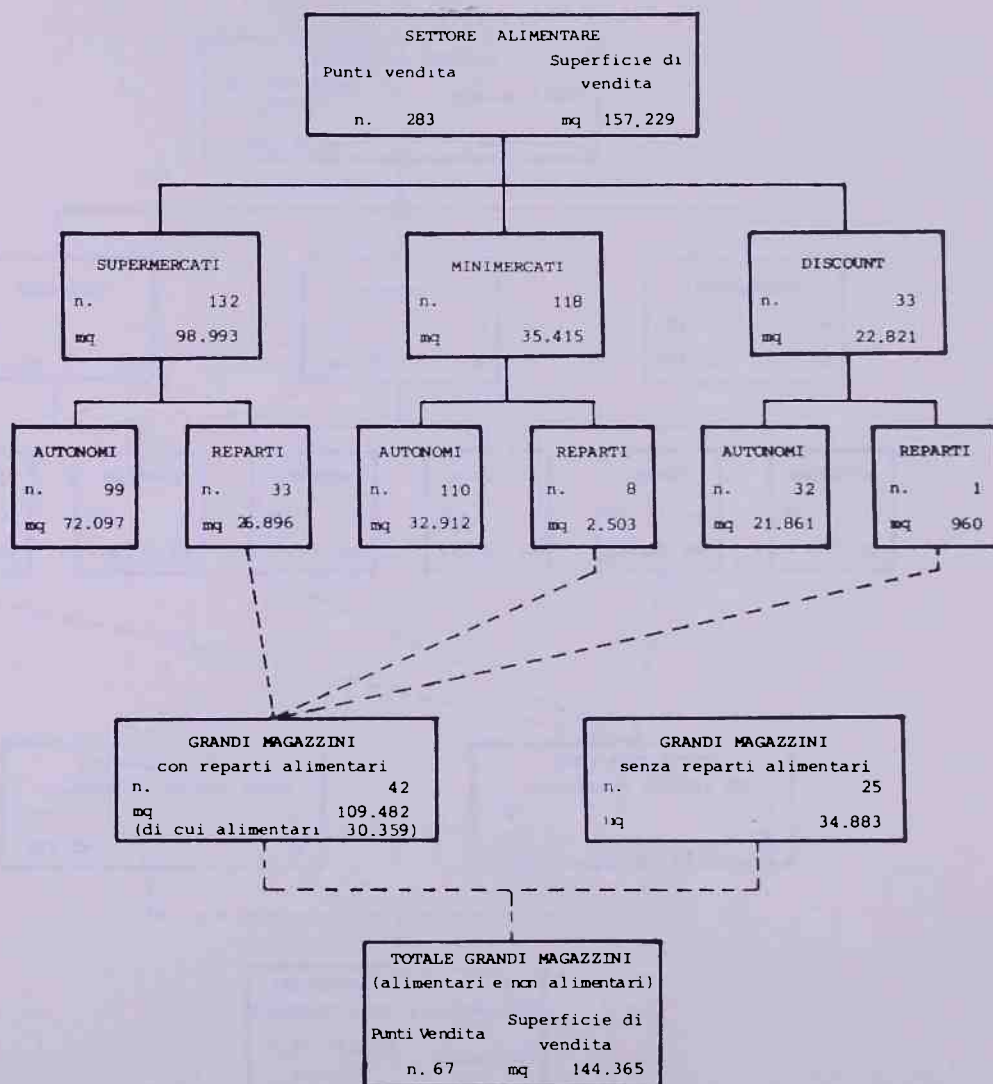 SETTORE ALIMENTARE
Punti vendita
Superficie di
vendita
n. 283
mq 157.229
SUPERMERCATI
n. 132
mq 98.993
MINIMERCATI
n. 118
mq 35.415
DISCOUNT
n. 33
mq 22.821
AUTONOMI
n. 99
mq 72.097
REPARTI
n. 33
mq 26.896
AUTONOMI
n. 110
mq 32.912
REPARTI
n. 8
mq 2.503
AUTONOMI
n. 32
mq 21.861
REPARTI
n. 1
mq 960
GRANDI MAGAZZINI
con reparti alimentari
n. 42
mq 109.482
(di cui alimentari 30.359)
GRANDI MAGAZZINI
senza reparti alimentari
n. 25
mq 34.883
TOTALE GRANDI MAGAZZINI
(alimentari e non alimentari)
Punti Vendita
Superficie di
vendita
n. 67
mq 144.365